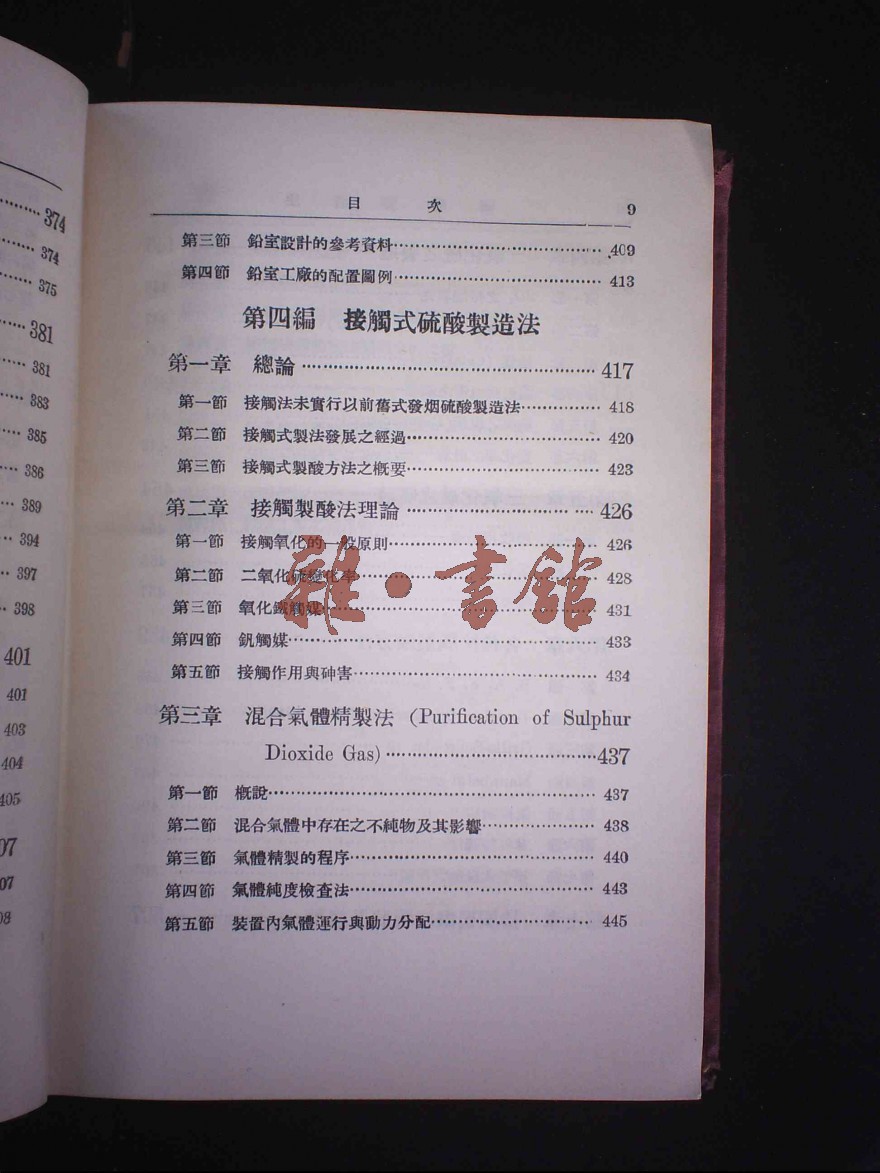 374
374
375
381
381
383
385
386
389
394
397
398
401
401
403
404
405
07
07
08
目 次 9
第三節 鉛室設計的參考資料 409
第四節 鉛室工廠的配置圖例 413
第四編 接觸式硫酸製造法
第一章 總論 417
第一節 接觸法未實行以前舊式發烟硫酸製造法 418
第二節 接觸式製法發展之經過 420
第三節 接觸式製酸方法之概要 423
第二章 接觸製酸法理論 426
第一節 接觸氧化的一般原則 426
第二節 二氧化硫變化率 428
第三節 氧化鐵觸媒 431
第四節 釩觸媒 433
第五節 接觸作用與砷害 434
雜·書館
第三章 混合氣體精製法 (Purification of Sulphur
Dioxide Gas) 437
第一節 概說 437
第二節 混合氣體中存在之不純物及其影響 438
第三節 氣體精製的程序 440
第四節 氣體純度檢查法 443
第五節 裝置內氣體運行與動力分配 445